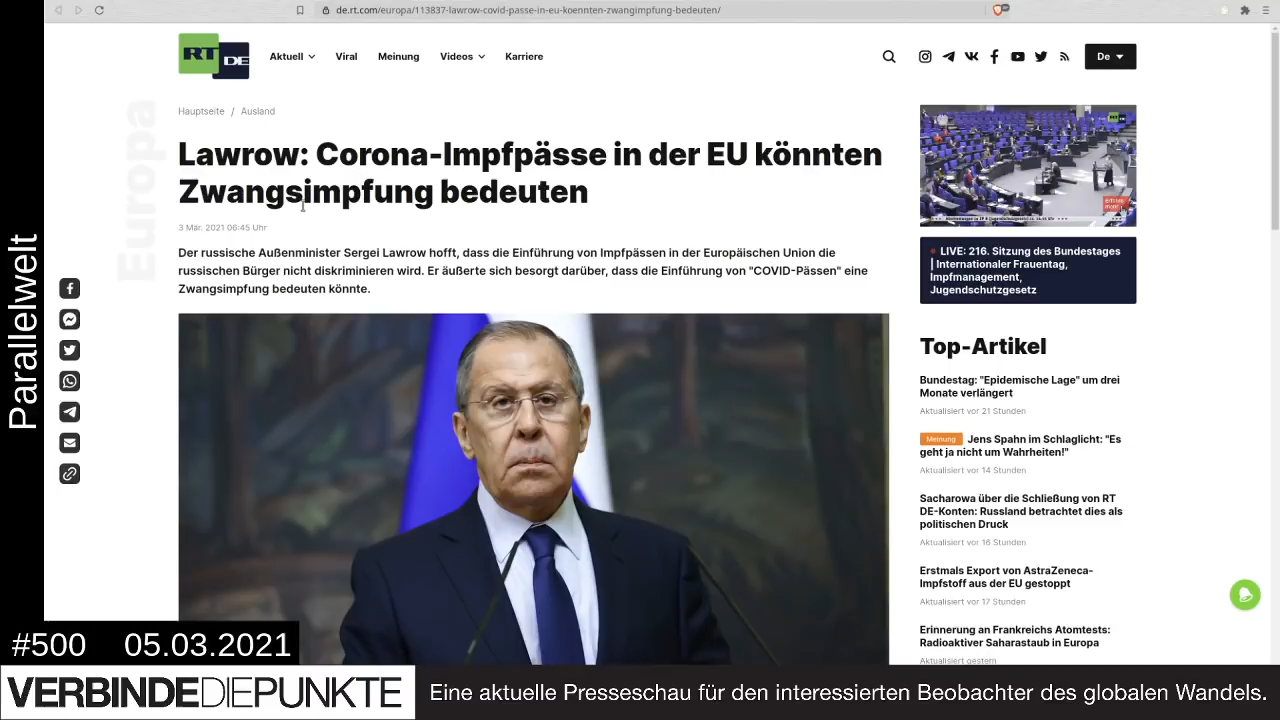 de.rt.com/europa/113837-lawrow-covid-passe-in-eu-koennten-zwangimpfung-bedeuten/
RT DE
Aktuell
Viral
Meinung
Videos
Karriere
De
Hauptseite / Ausland
Europa
Lawrow: Corona-Impfpässe in der EU könnten
Zwangsimpfung bedeuten
3 Mär. 2021 06:45 Uhr
Der russische Außenminister Sergei Lawrow hofft, dass die Einführung von Impfpässen in der Europäischen Union die
russischen Bürger nicht diskriminieren wird. Er äußerte sich besorgt darüber, dass die Einführung von "COVID-Pässen" eine
Zwangsimpfung bedeuten könnte.
RT DE
LIVE: 216. Sitzung des Bundestages
| Internationaler Frauentag,
Impfmanagement,
Jugendschutzgesetz
Top-Artikel
Bundestag: "Epidemische Lage" um drei
Monate verlängert
Aktualisiert vor 21 Stunden
Meinung Jens Spahn im Schlaglicht: "Es
geht ja nicht um Wahrheiten!"
Aktualisiert vor 14 Stunden
Sacharowa über die Schließung von RT
DE-Konten: Russland betrachtet dies als
politischen Druck
Aktualisiert vor 16 Stunden
Erstmals Export von AstraZeneca-
Impfstoff aus der EU gestoppt
Aktualisiert vor 17 Stunden
Erinnerung an Frankreichs Atomtests:
Radioaktiver Saharastaub in Europa
Aktualisiert gestern
Parallelwelt
#500 05.03.2021
VERBINDEDIEPUNKTE
Eine aktuelle Presseschau für den interessierten Beobachter des globalen Wandels.